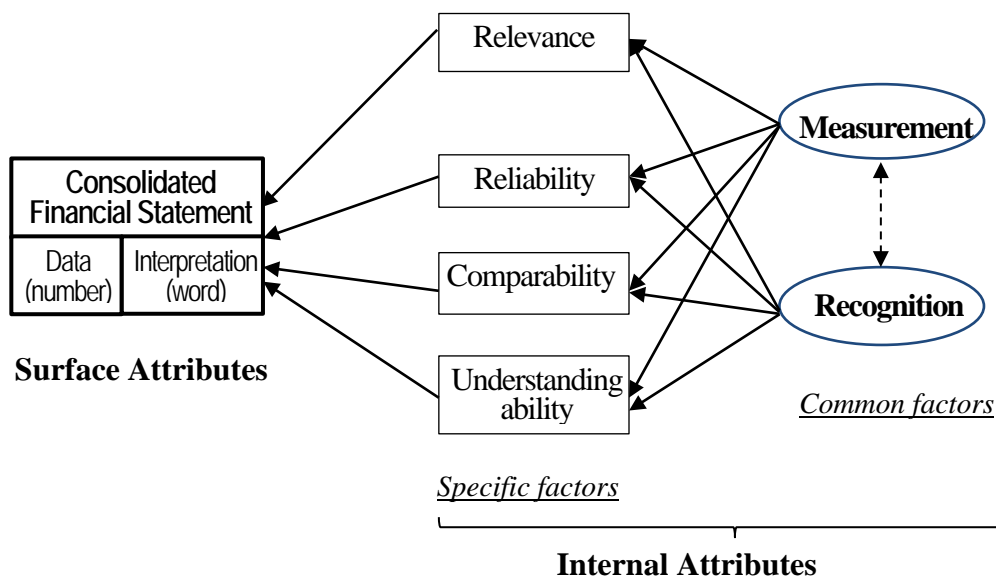 Relevance
Measurement
Consolidated
Financial Statement
Reliability
Data
(number)
Interpretation
(word)
Comparability
Recognition
Surface Attributes
Understanding
ability
Common factors
Specific factors
Internal Attributes